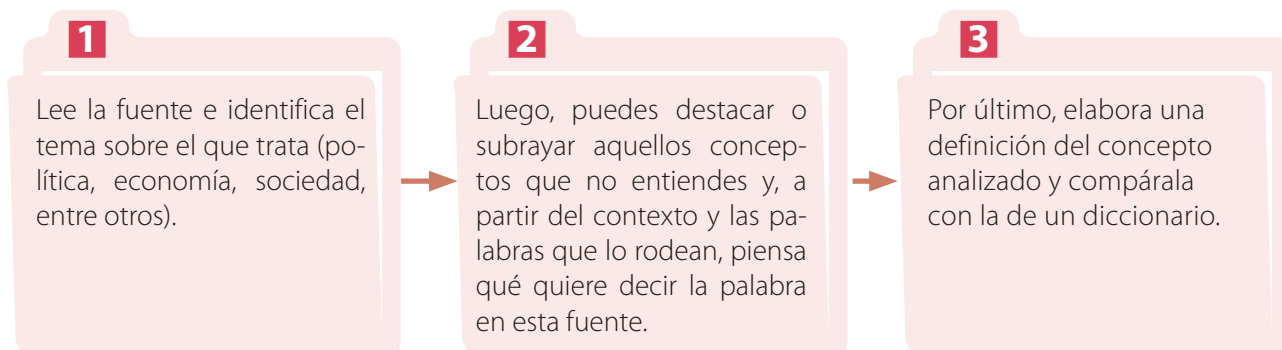 1
Lee la fuente e identifica el
tema sobre el que trata (po-
lítica, economía, sociedad,
entre otros).
2
Luego, puedes destacar o
subrayar aquellos concep-
tos que no entiendes y, a
partir del contexto y las pa-
labras que lo rodean, piensa
qué quiere decir la palabra
en esta fuente.
3
Por último, elabora una
definición del concepto
analizado y compárala
con la de un diccionario.